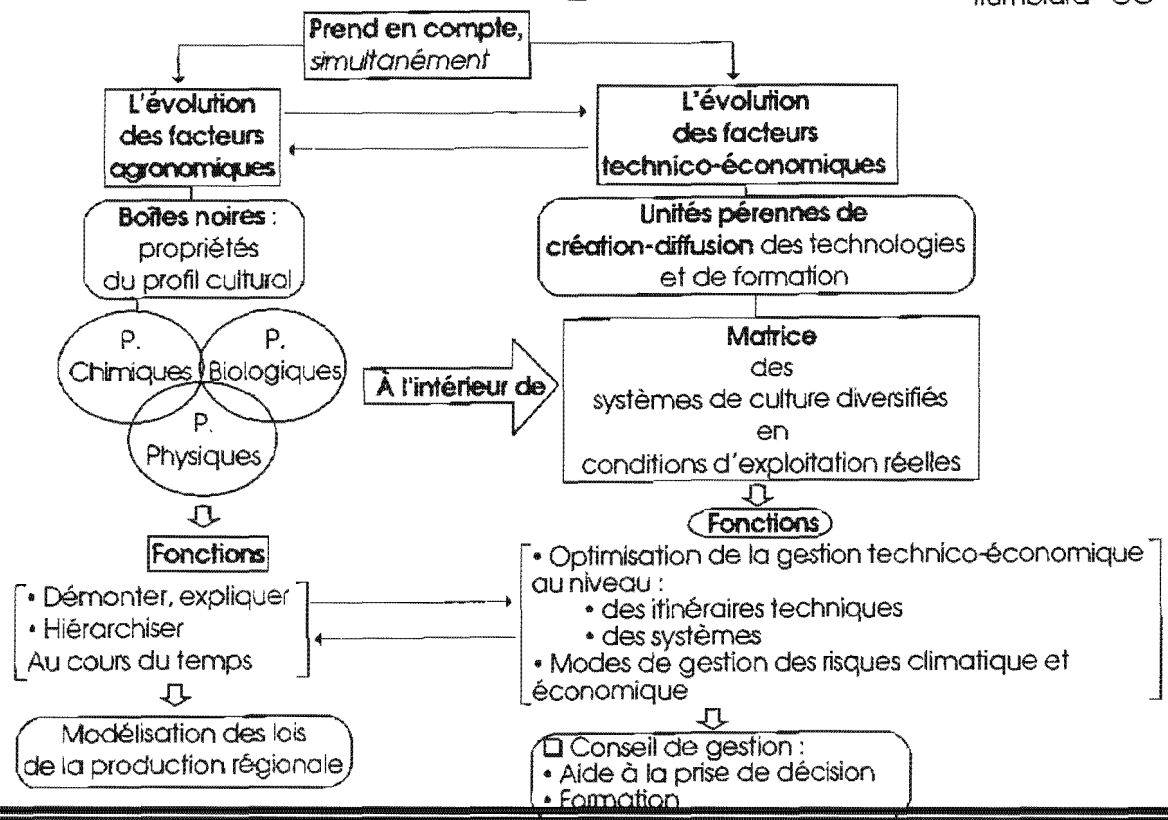 Prend en compte,
simultanément
L'évolution
des facteurs
agronomiques
L'évolution
des facteurs
technico-économiques
Boîtes noires :
propriétés
du profil cultural
Unités pérennes de
création-diffusion des technologies
et de formation
P.
Chimiques
P.
Biologiques
P.
Physiques
À l'intérieur de
Matrice
des
systèmes de culture diversifiés
en
conditions d'exploitation réelles
Fonctions
• Démonter, expliquer
• Hiérarchiser
Au cours du temps
Fonctions
• Optimisation de la gestion technico-économique
au niveau :
• des itinéraires techniques
• des systèmes
• Modes de gestion des risques climatique et
économique
Modélisation des lois
de la production régionale
❑ Conseil de gestion :
• Aide à la prise de décision
• Formation